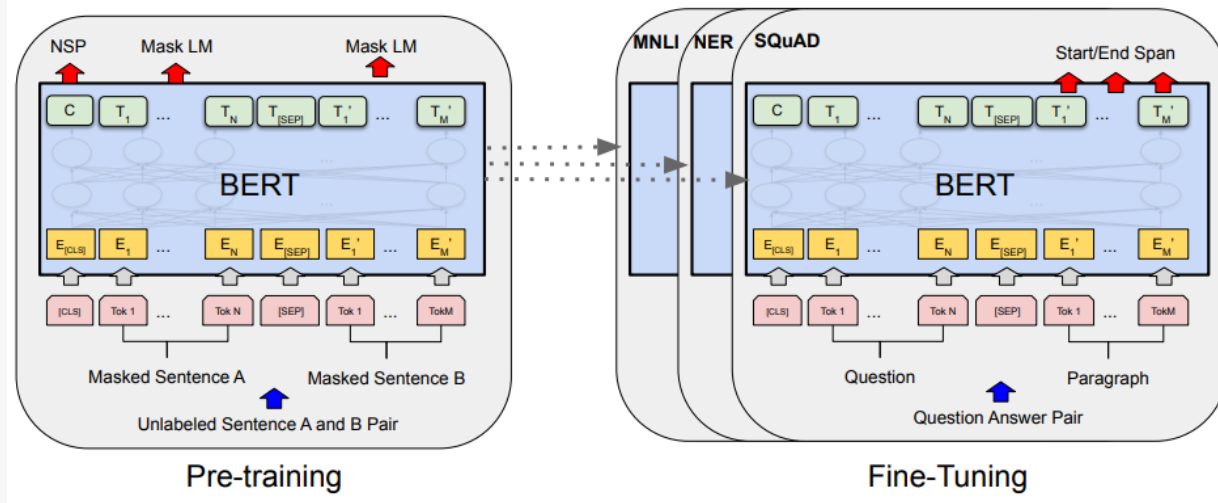 NSP Mask LM Mask LM
C T1 ... TN T[SEP] T1' ... TM'
...
BERT
...
E[CLS] E1 ... EN E[SEP] E1' ... EM'
[CLS] Tok 1 ... Tok N [SEP] Tok 1 ... TokM
Masked Sentence A Masked Sentence B
Unlabeled Sentence A and B Pair
Pre-training
MNLI NER SQuAD
Start/End Span
C T1 ... TN T[SEP] T1' ... TM'
...
BERT
...
E[CLS] E1 ... EN E[SEP] E1' ... EM'
[CLS] Tok 1 ... Tok N [SEP] Tok 1 ... TokM
Question Paragraph
Question Answer Pair
Fine-Tuning